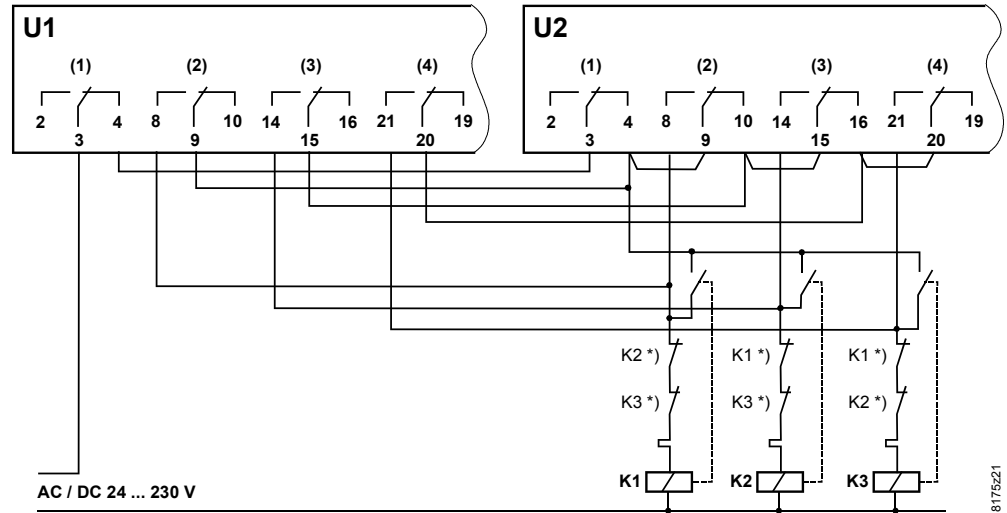 U1 U2
(1) (2) (3) (4) (1) (2) (3) (4)
2 4 8 10 14 16 21 19 2 4 8 10 14 16 21 19
3 9 15 20 3 9 15 20
K2 *) K1 *) K1 *)
K3 *) K3 *) K2 *)
K1 K2 K3
AC / DC 24 ... 230 V
8175z21